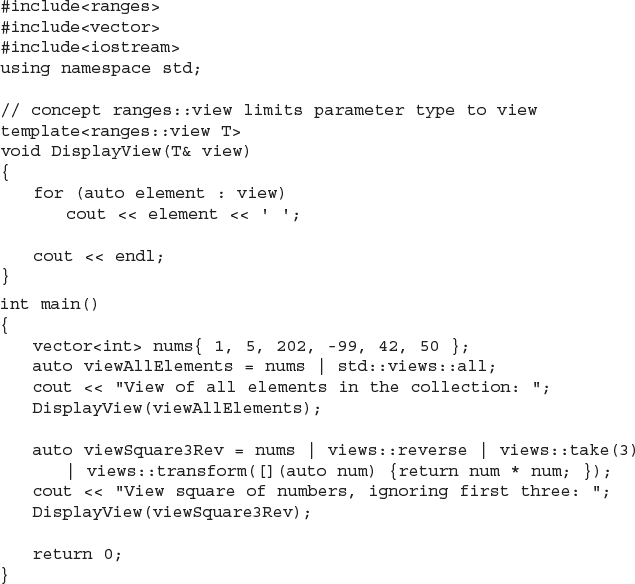 #include<ranges>
#include<vector>
#include<iostream>
using namespace std;

// concept ranges::view limits parameter type to view
template<ranges::view T>
void DisplayView(T& view)
{
   for (auto element : view)
      cout << element << ' ';

   cout << endl;
}
int main()
{
   vector<int> nums{ 1, 5, 202, -99, 42, 50 };
   auto viewAllElements = nums | std::views::all;
   cout << "View of all elements in the collection: ";
   DisplayView(viewAllElements);

   auto viewSquare3Rev = nums | views::reverse | views::take(3)
      | views::transform([](auto num) {return num * num; });
   cout << "View square of numbers, ignoring first three: ";
   DisplayView(viewSquare3Rev);

   return 0;
}